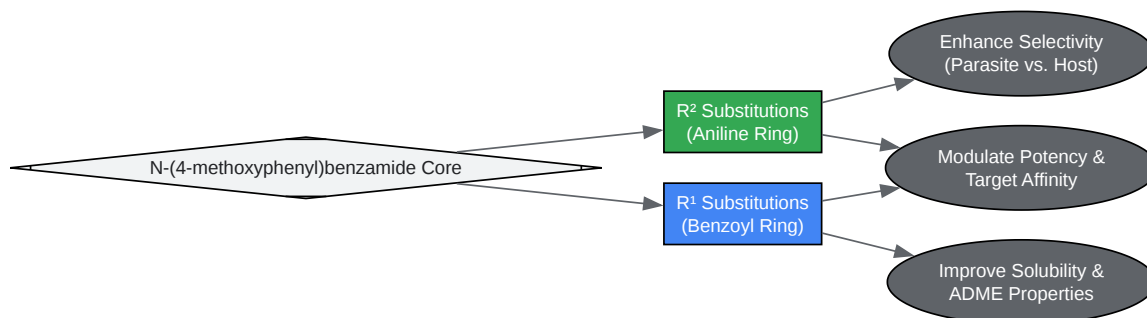 N-(4-methoxyphenyl)benzamide Core
R² Substitutions
(Aniline Ring)
R¹ Substitutions
(Benzoyl Ring)
Enhance Selectivity
(Parasite vs. Host)
Modulate Potency &
Target Affinity
Improve Solubility &
ADME Properties